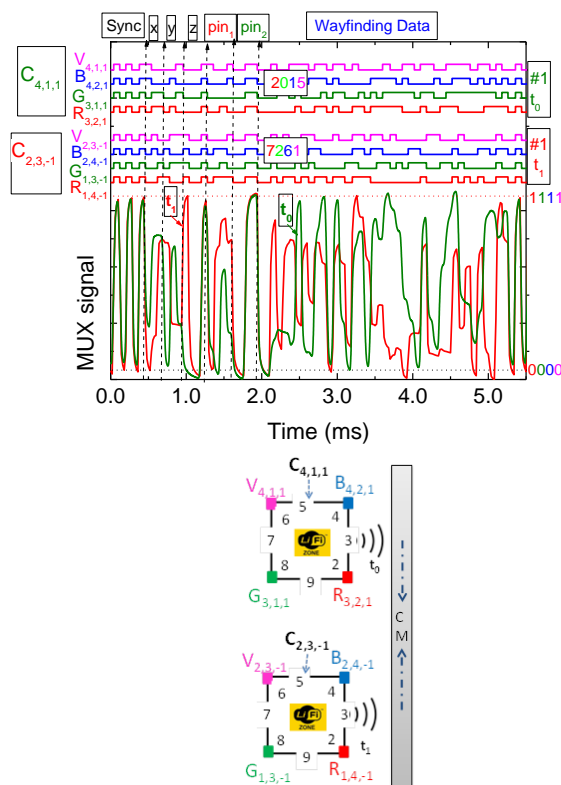 Sync x y z pin1 pin2 Wayfinding Data
C4,1,1
V4,1,1
B4,2,1
G3,1,1
R3,2,1
2015
#1
t0
C2,3,-1
V2,3,-1
B2,4,-1
G1,3,-1
R1,4,-1
7261
#1
t1
t1
t0
1111
0000
MUX signal
0.0 1.0 2.0 3.0 4.0 5.0
Time (ms)
C4,1,1
V4,1,1 B4,2,1
5
6 4
7 LiFi 3
ZONE
8 2
t0
9
G3,1,1 R3,2,1
C M
C2,3,-1
V2,3,-1 B2,4,-1
5
6 4
7 LiFi 3
ZONE
8 2
t1
9
G1,3,-1 R1,4,-1